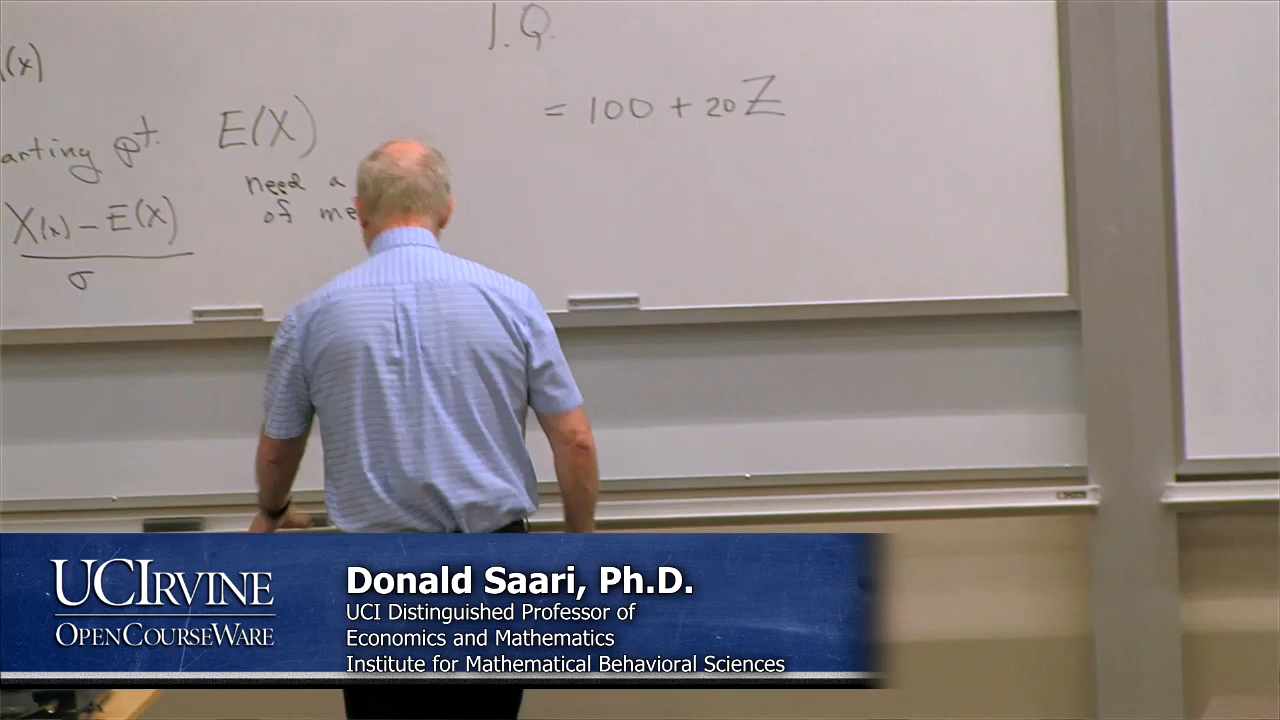 I.Q.
= 100 + 20 Z
(x)
arting pt.
E(X)
need a
of me
X(x) - E(X)
σ
UCIRVINE
OPENCOURSEWARE
Donald Saari, Ph.D.
UCI Distinguished Professor of
Economics and Mathematics
Institute for Mathematical Behavioral Sciences